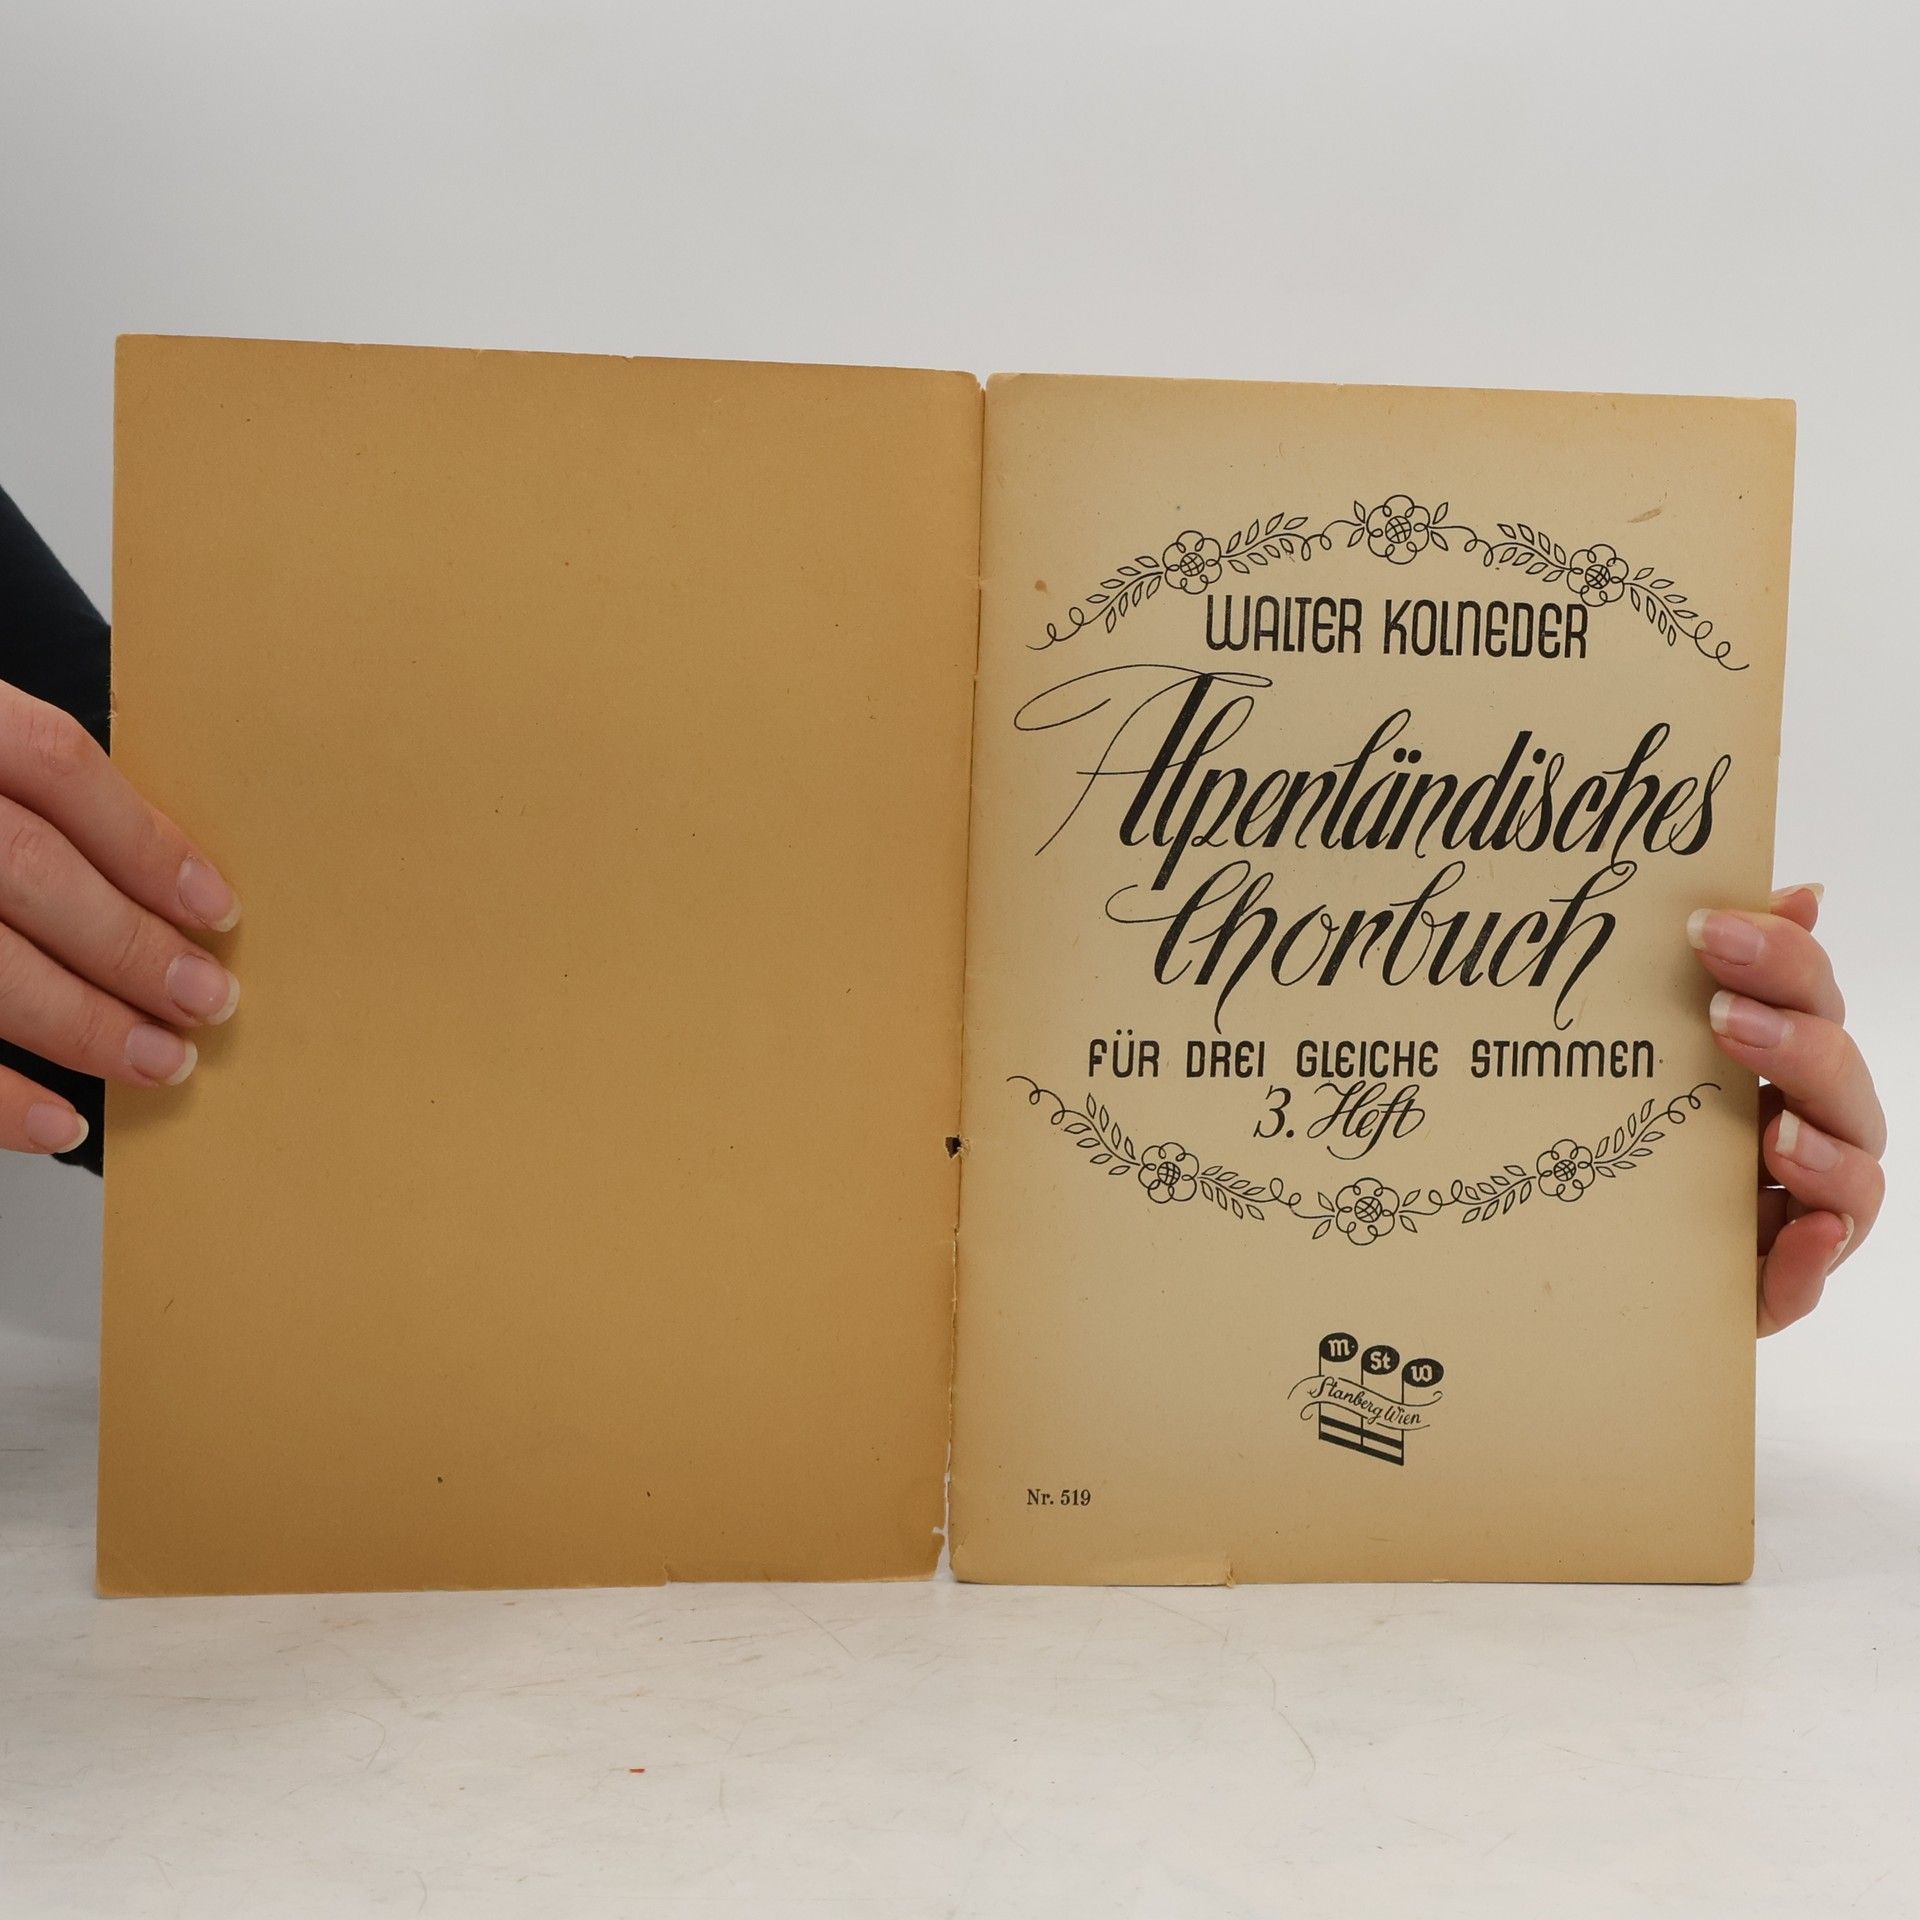 WALTER KOLNEDER
Alpenländisches
Chorbuch
FÜR DREI GLEICHE STIMMEN
3. Heft
m St w
Stanberg Wien
Nr. 519